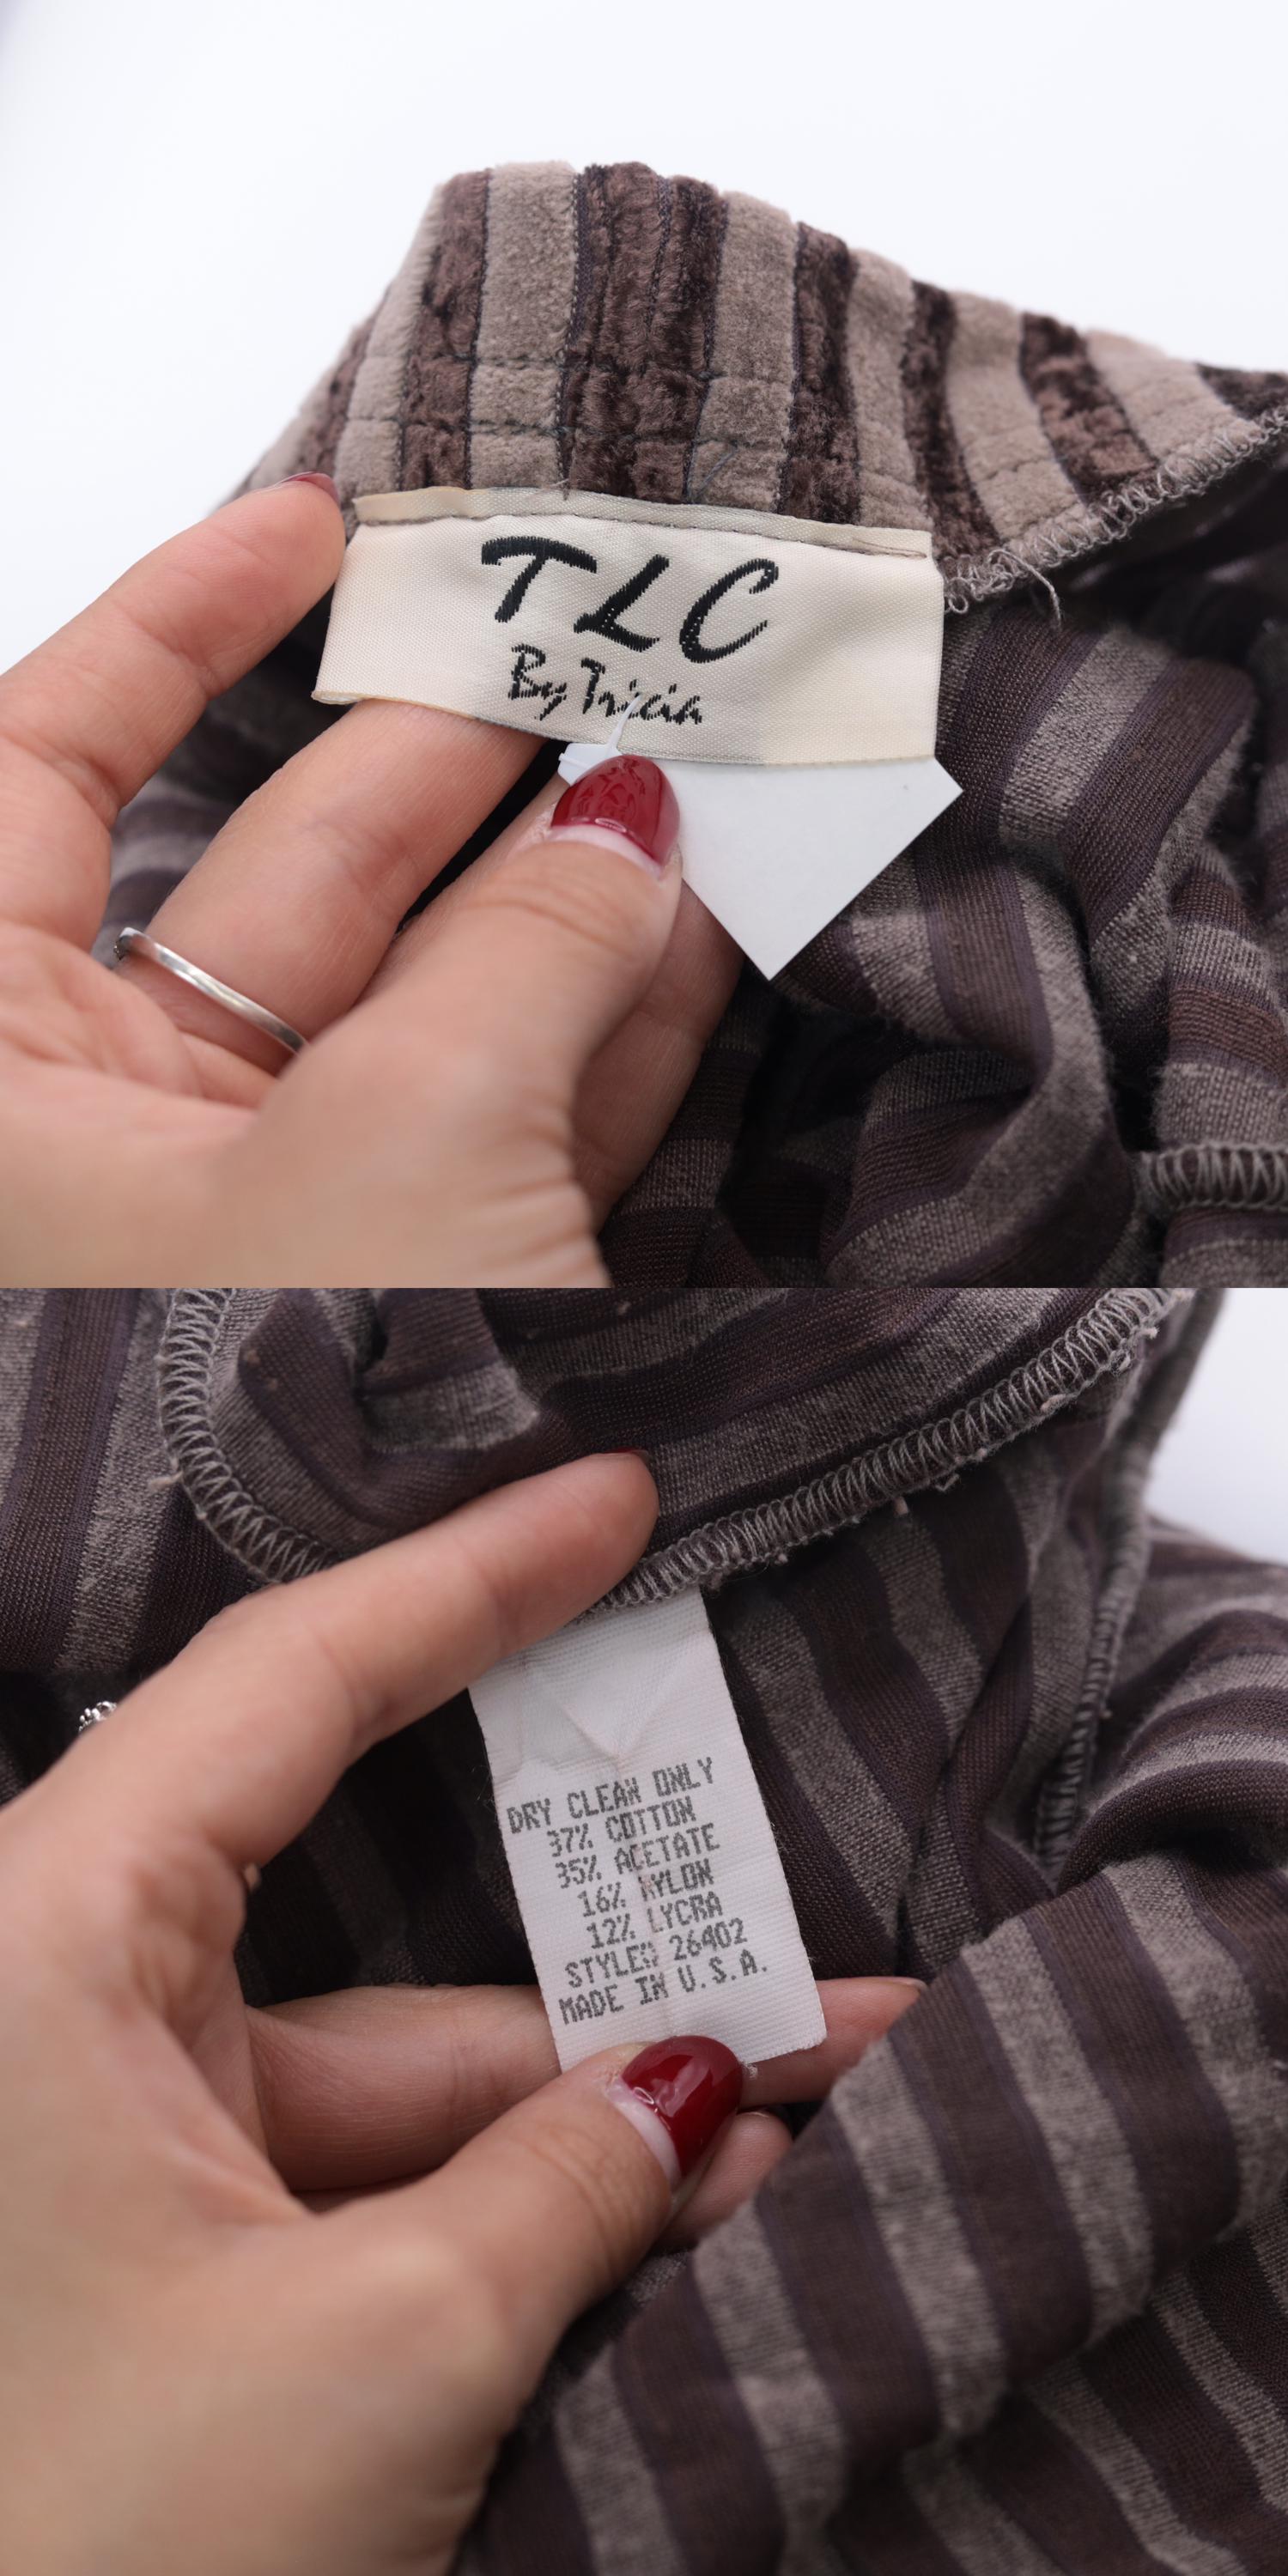 TLC
By Tricia
DRY CLEAN ONLY
37% COTTON
35% ACETATE
16% NYLON
12% LYCRA
STYLE# 26402
MADE IN U.S.A.